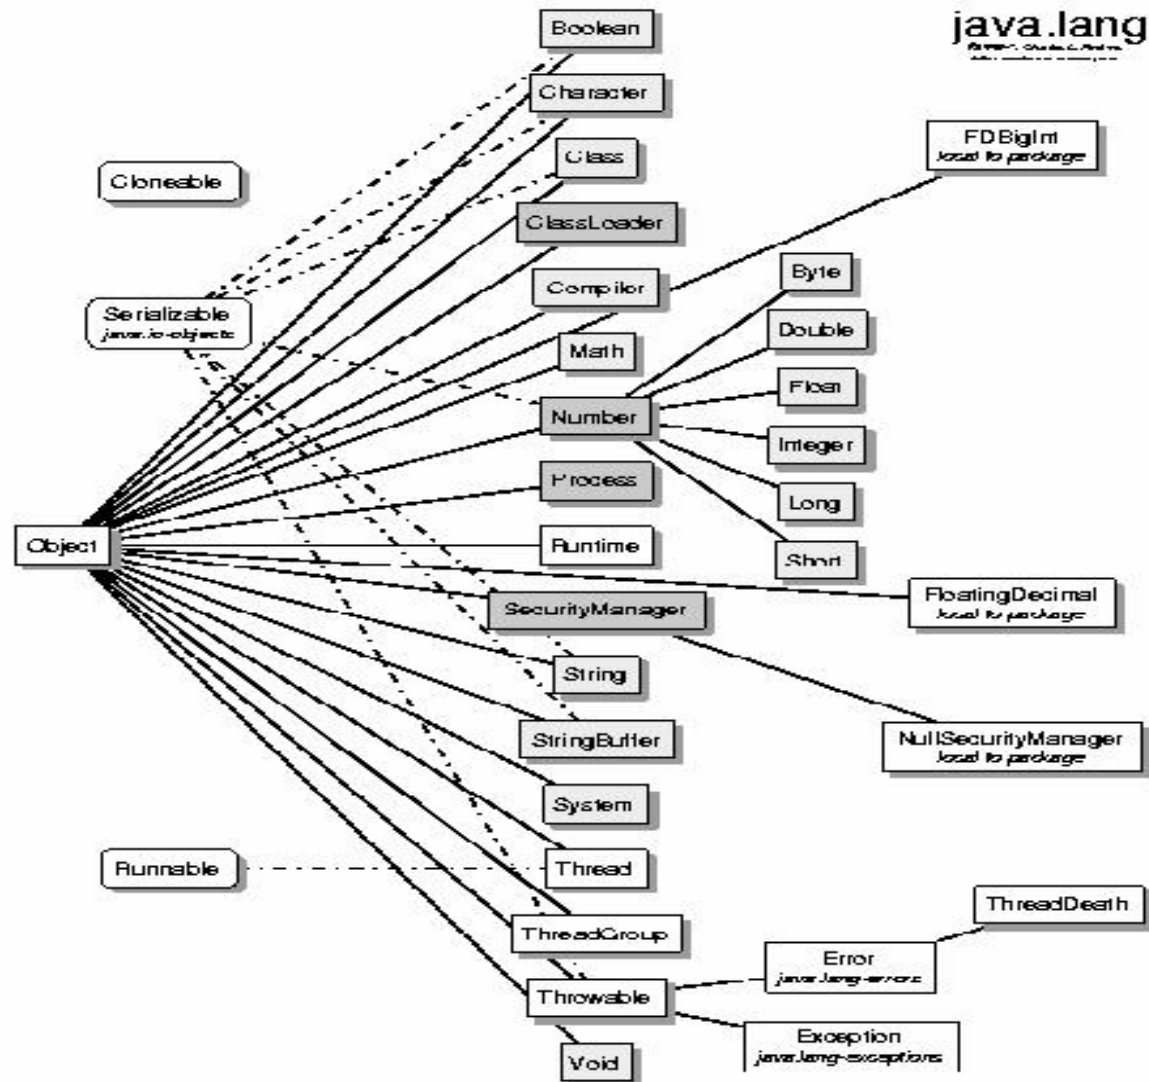 java.lang
Boolean
Character
FDBigInt
local to package
Class
Cloneable
ClassLoader
Byte
Compiler
Serializable
java.io-objects
Double
Math
Float
Number
Integer
Process
Long
Object
Runtime
Short
FloatingDecimal
local to package
SecurityManager
String
StringBuffer
NullSecurityManager
local to package
System
Runnable
Thread
ThreadDeath
ThreadGroup
Error
java.lang-errors
Throwable
Exception
java.lang-exceptions
Void